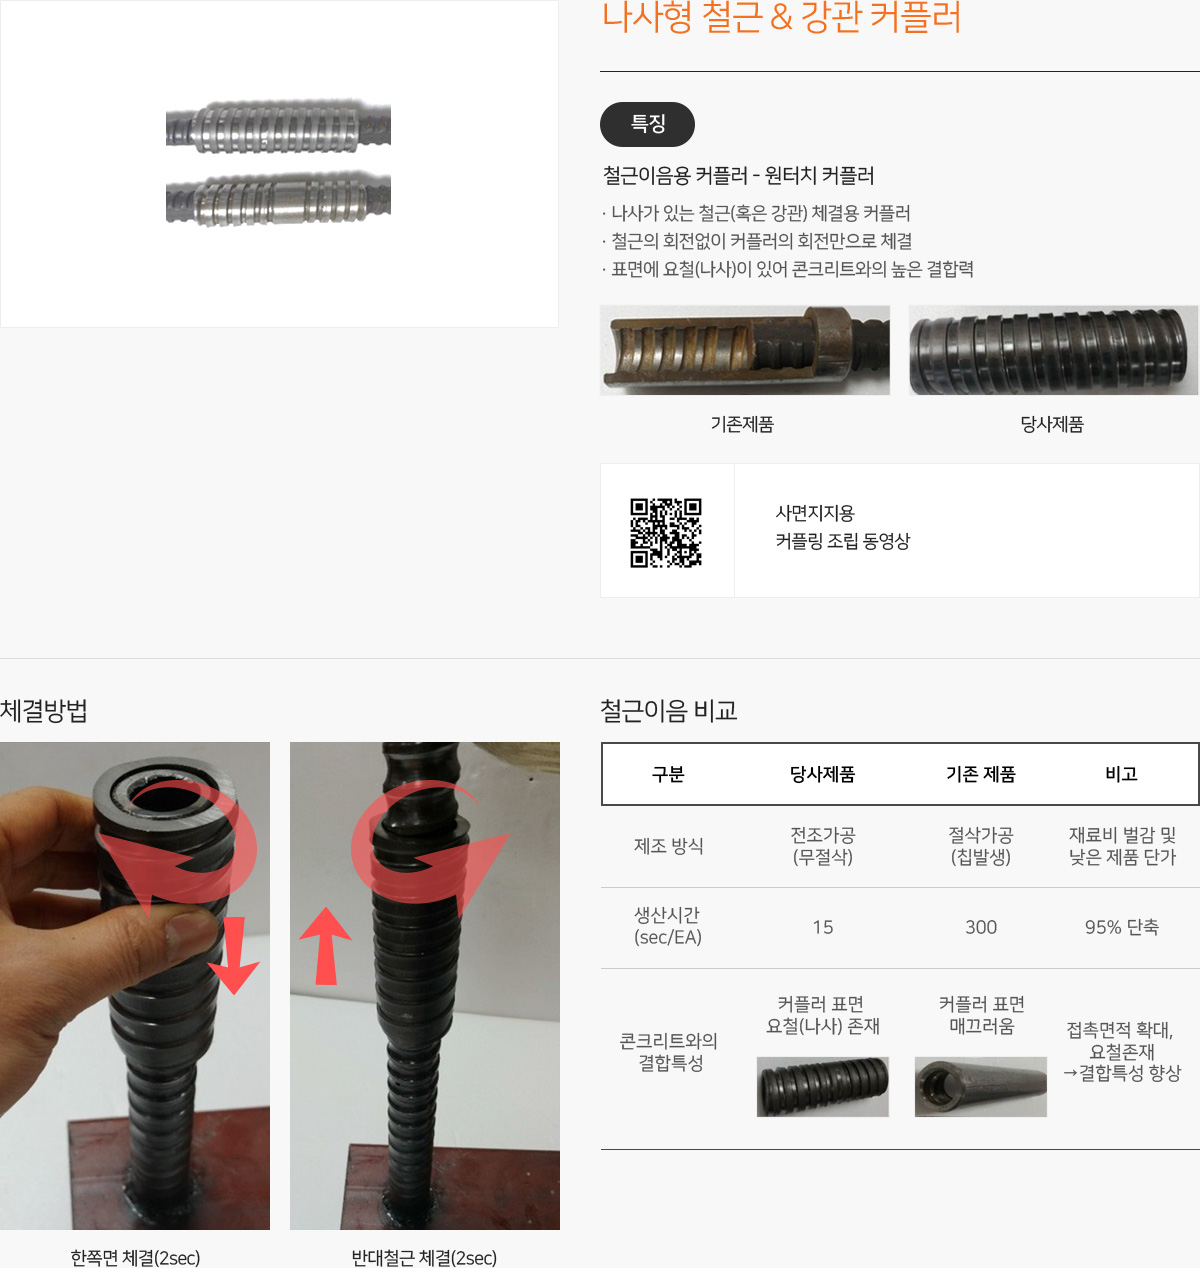 나사형 철근 & 강관 커플러
특징
철근이음용 커플러 - 원터치 커플러
· 나사가 있는 철근(혹은 강관) 체결용 커플러
· 철근의 회전없이 커플러의 회전만으로 체결
· 표면에 요철(나사)이 있어 콘크리트와의 높은 결합력
기존제품
당사제품
사면지지용
커플링 조립 동영상
체결방법
한쪽면 체결(2sec)
반대철근 체결(2sec)
철근이음 비교
구분 당사제품 기존 제품 비고
제조 방식
전조가공
(무절삭)
절삭가공
(칩발생)
재료비 벌감 및
낮은 제품 단가
생산시간
(sec/EA)
15
300
95% 단축
콘크리트와의
결합특성
커플러 표면
요철(나사) 존재
커플러 표면
매끄러움
접촉면적 확대,
요철존재
→결합특성 향상